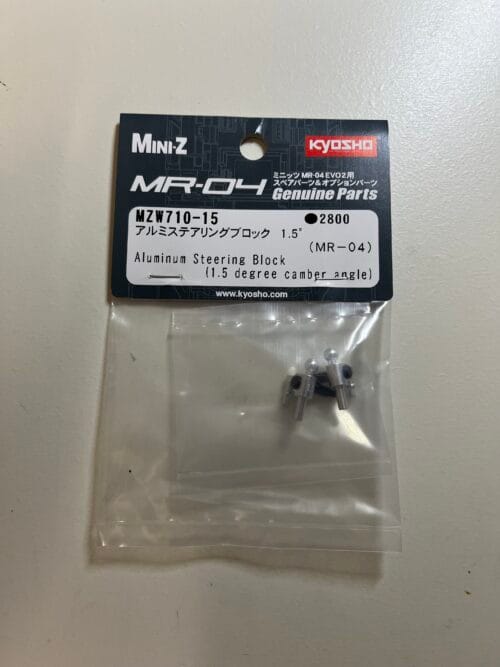 MINI-Z
KYOSHO
MR-04
ミニッツ MR-04 EVO2用
スペアパーツ&オプションパーツ
Genuine Parts
MZW710-15 ●2800
アルミステアリングブロック 1.5°
(MR-04)
Aluminum Steering Block
(1.5 degree camber angle)
www.kyosho.com